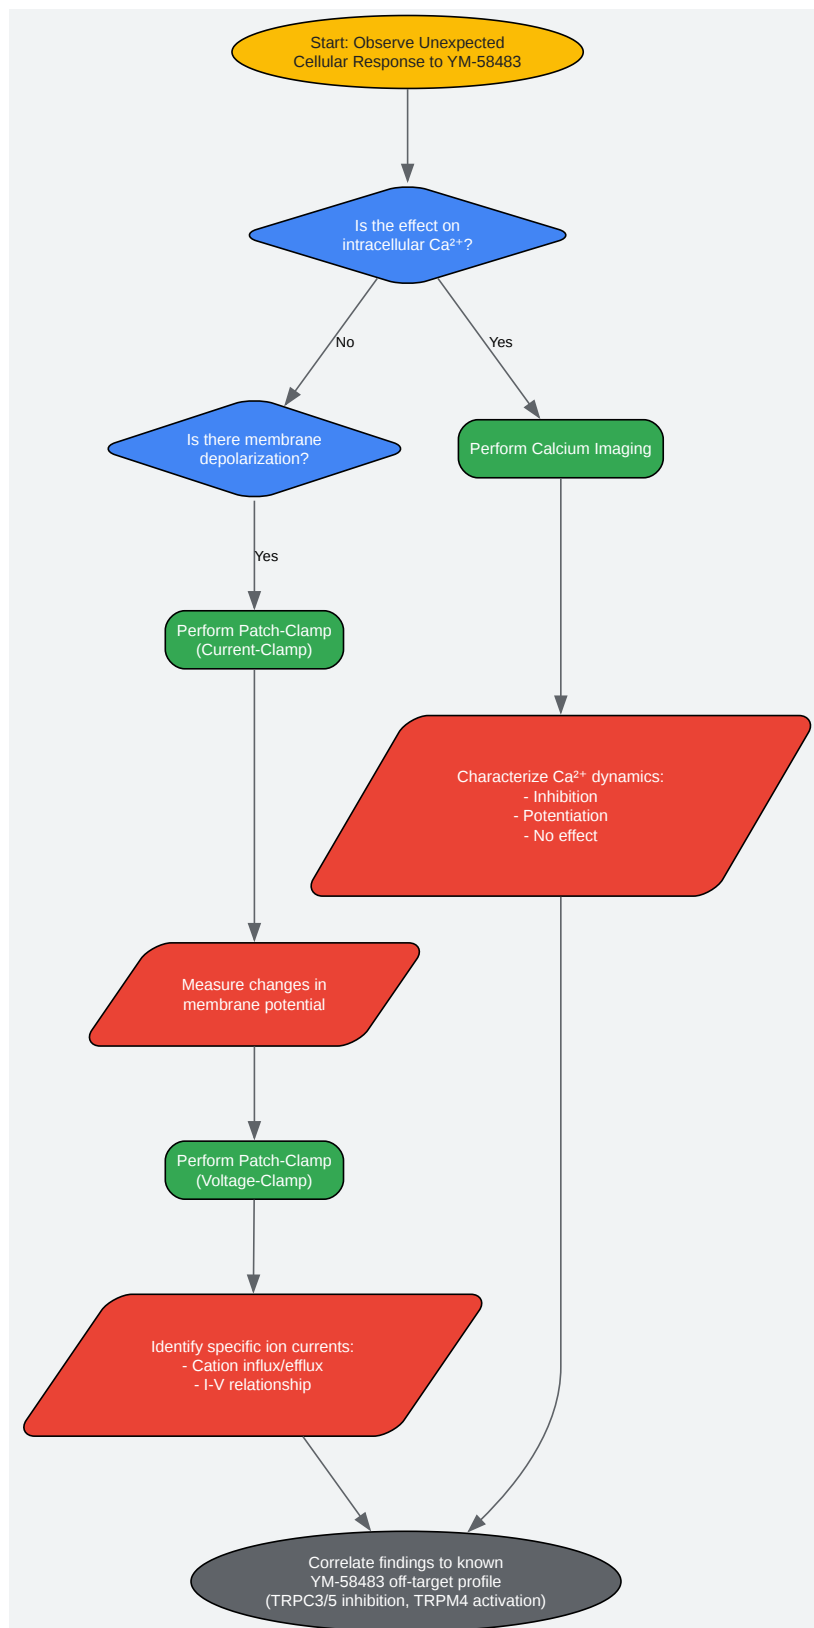 Start: Observe Unexpected
Cellular Response to YM-58483
Is the effect on
intracellular Ca²⁺?
No
Yes
Is there membrane
depolarization?
Perform Calcium Imaging
Yes
Perform Patch-Clamp
(Current-Clamp)
Characterize Ca²⁺ dynamics:
- Inhibition
- Potentiation
- No effect
Measure changes in
membrane potential
Perform Patch-Clamp
(Voltage-Clamp)
Identify specific ion currents:
- Cation influx/efflux
- I-V relationship
Correlate findings to known
YM-58483 off-target profile
(TRPC3/5 inhibition, TRPM4 activation)